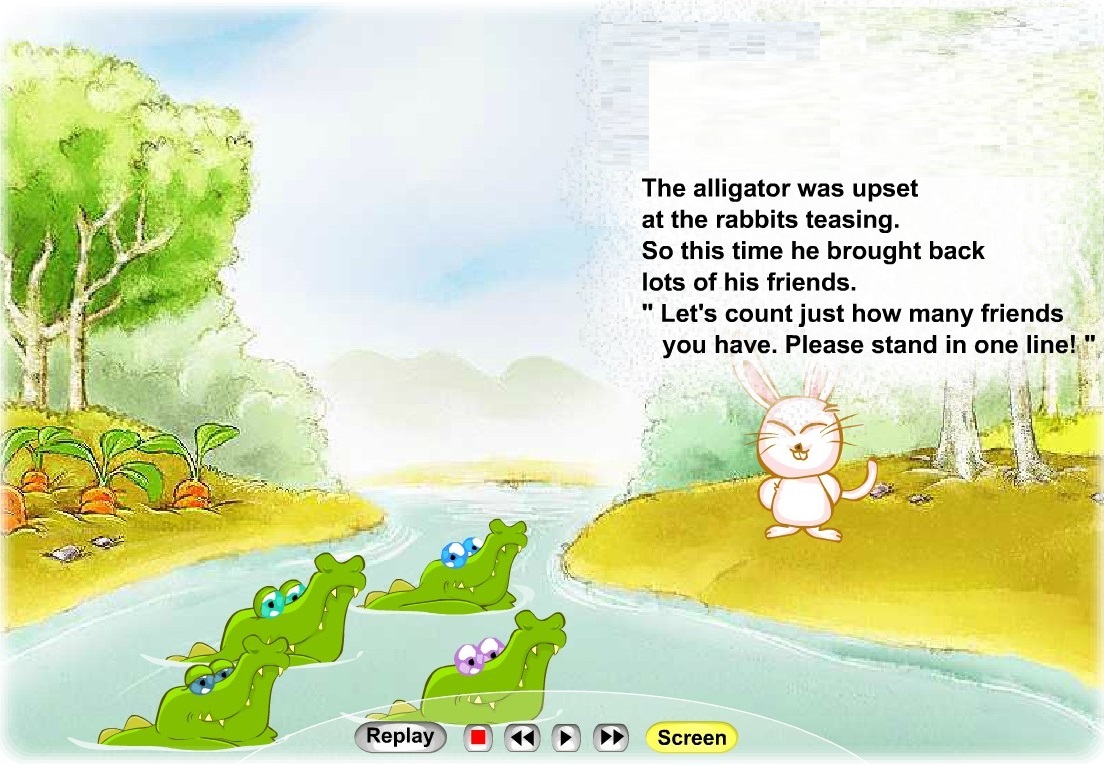 The alligator was upset
at the rabbits teasing.
So this time he brought back
lots of his friends.
" Let's count just how many friends
you have. Please stand in one line! "
Replay
Screen